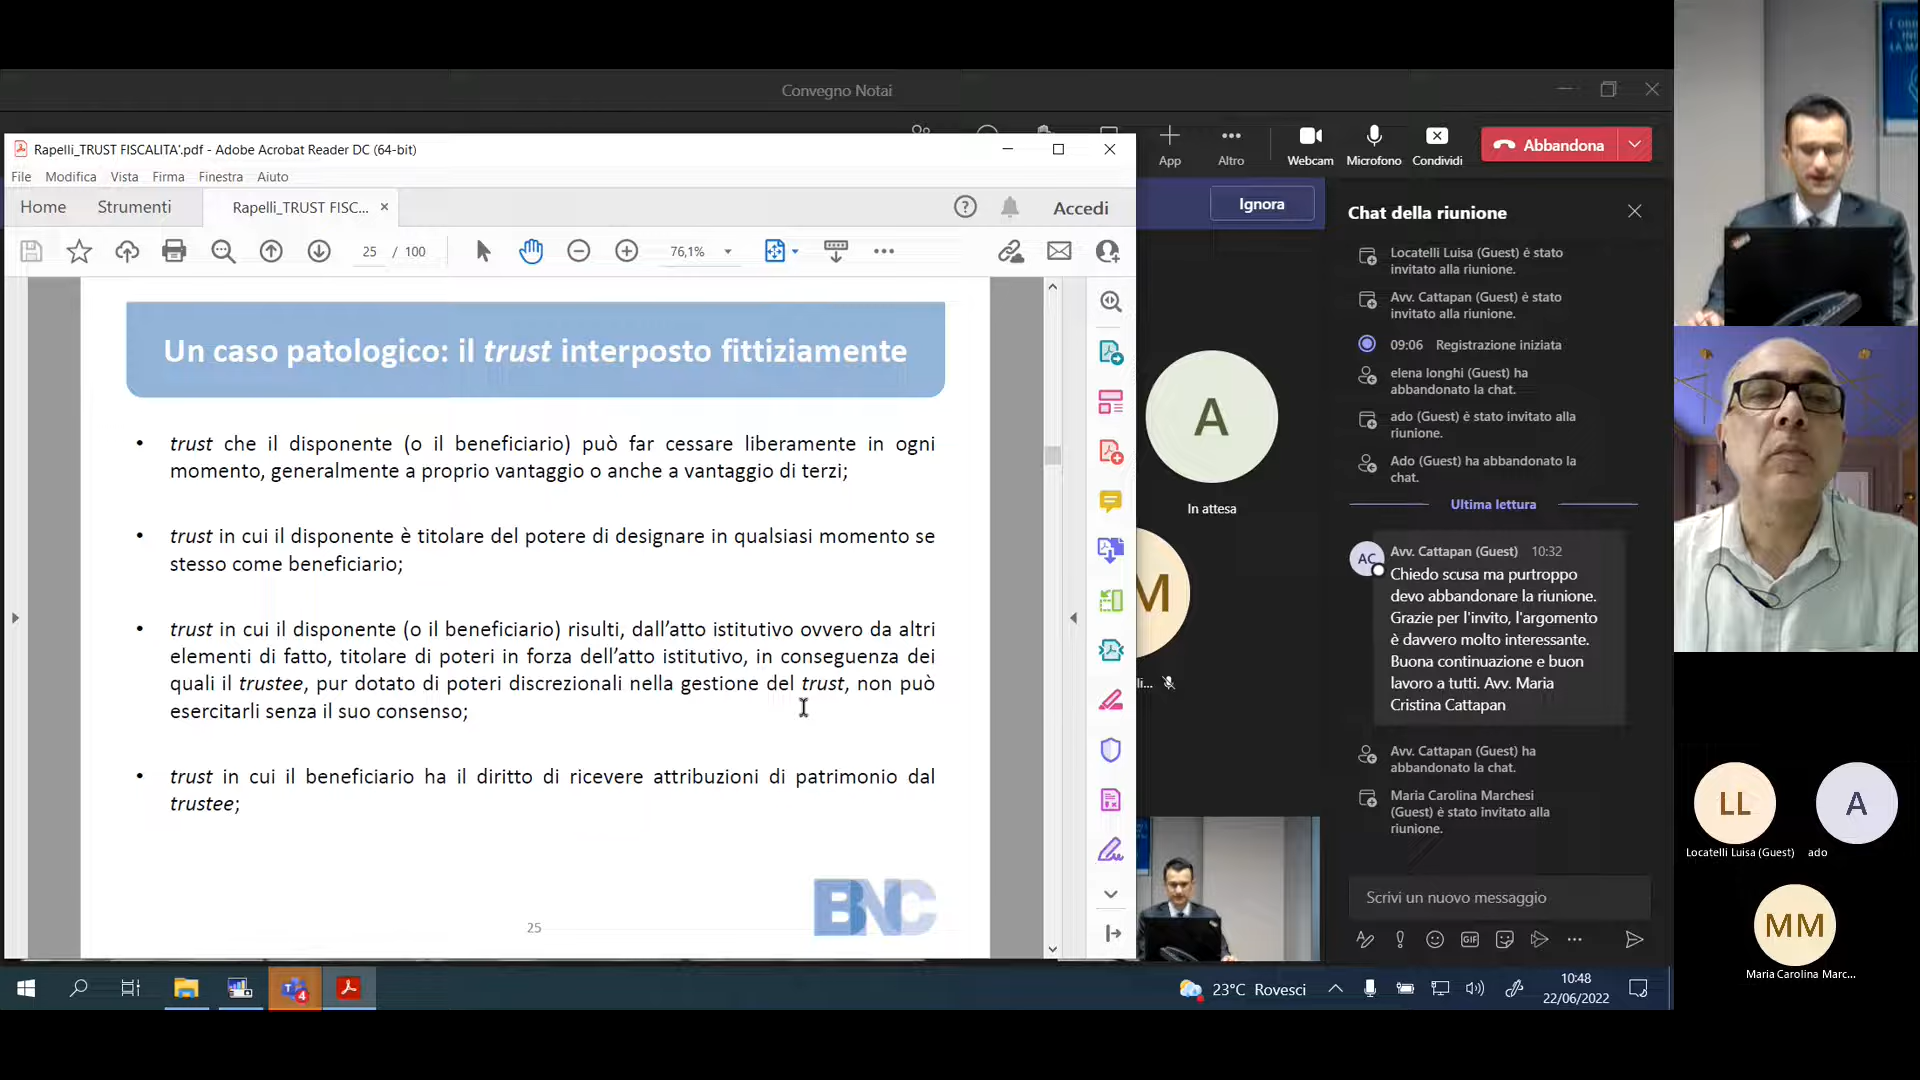 Convegno Notai
Rapelli_TRUST FISCALITA'.pdf - Adobe Acrobat Reader DC (64-bit)
File Modifica Vista Firma Finestra Aiuto
Home Strumenti Rapelli_TRUST FISC... Accedi
25 / 100 76,1%
App Altro Webcam Microfono Condividi Abbandona
Ignora
Un caso patologico: il trust interposto fittiziamente
• trust che il disponente (o il beneficiario) può far cessare liberamente in ogni
momento, generalmente a proprio vantaggio o anche a vantaggio di terzi;
• trust in cui il disponente è titolare del potere di designare in qualsiasi momento se
stesso come beneficiario;
• trust in cui il disponente (o il beneficiario) risulti, dall’atto istitutivo ovvero da altri
elementi di fatto, titolare di poteri in forza dell’atto istitutivo, in conseguenza dei
quali il trustee, pur dotato di poteri discrezionali nella gestione del trust, non può
esercitarli senza il suo consenso;
• trust in cui il beneficiario ha il diritto di ricevere attribuzioni di patrimonio dal
trustee;
25
BNC
A
In attesa
M
li...
Chat della riunione
Locatelli Luisa (Guest) è stato
invitato alla riunione.
Avv. Cattapan (Guest) è stato
invitato alla riunione.
09:06 Registrazione iniziata
elena longhi (Guest) ha
abbandonato la chat.
ado (Guest) è stato invitato alla
riunione.
Ado (Guest) ha abbandonato la
chat.
Ultima lettura
AC
Avv. Cattapan (Guest) 10:32
Chiedo scusa ma purtroppo
devo abbandonare la riunione.
Grazie per l'invito, l'argomento
è davvero molto interessante.
Buona continuazione e buon
lavoro a tutti. Avv. Maria
Cristina Cattapan
Avv. Cattapan (Guest) ha
abbandonato la chat.
Maria Carolina Marchesi
(Guest) è stato invitato alla
riunione.
Scrivi un nuovo messaggio
GIF
LL
Locatelli Luisa (Guest)
A
ado
MM
Maria Carolina Marc...
4
23°C Rovesci
10:48
22/06/2022